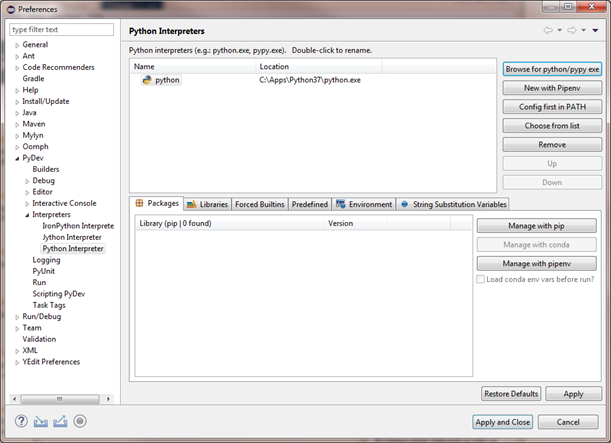 Preferences
type filter text
General
Ant
Code Recommenders
Gradle
Help
Install/Update
Java
Maven
Mylyn
Oomph
PyDev
Builders
Debug
Editor
Interactive Console
Interpreters
IronPython Interprete
Jython Interpreter
Python Interpreter
Logging
PyUnit
Run
Scripting PyDev
Task Tags
Run/Debug
Team
Validation
XML
YEdit Preferences
Python Interpreters
Python interpreters (e.g.: python.exe, pypy.exe). Double-click to rename.
Name Location
python C:\Apps\Python37\python.exe
Browse for python/pypy exe
New with Pipenv
Config first in PATH
Choose from list
Remove
Up
Down
Packages Libraries Forced Builtins Predefined Environment String Substitution Variables
Library (pip | 0 found) Version
Manage with pip
Manage with conda
Manage with pipenv
Load conda env vars before run?
Restore Defaults Apply
Apply and Close Cancel